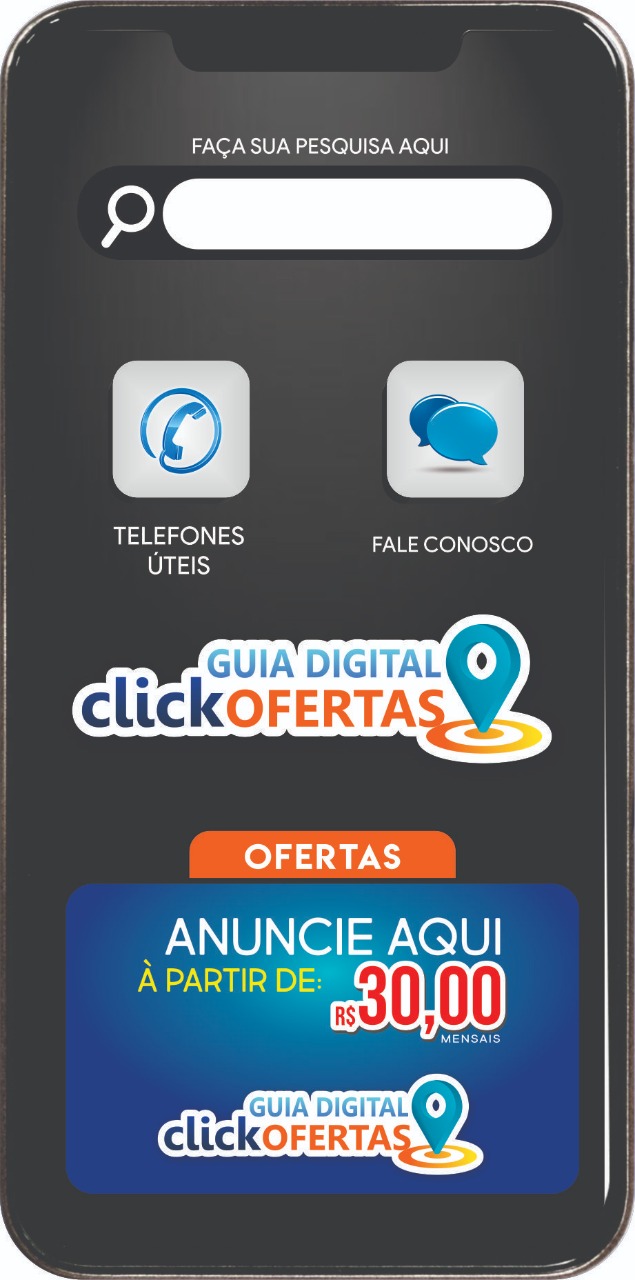 FAÇA SUA PESQUISA AQUI
TELEFONES
ÚTEIS
FALE CONOSCO
GUIA DIGITAL
clickOFERTAS
OFERTAS
ANUNCIE AQUI
À PARTIR DE:
R$30,00
MENSAIS
GUIA DIGITAL
clickOFERTAS